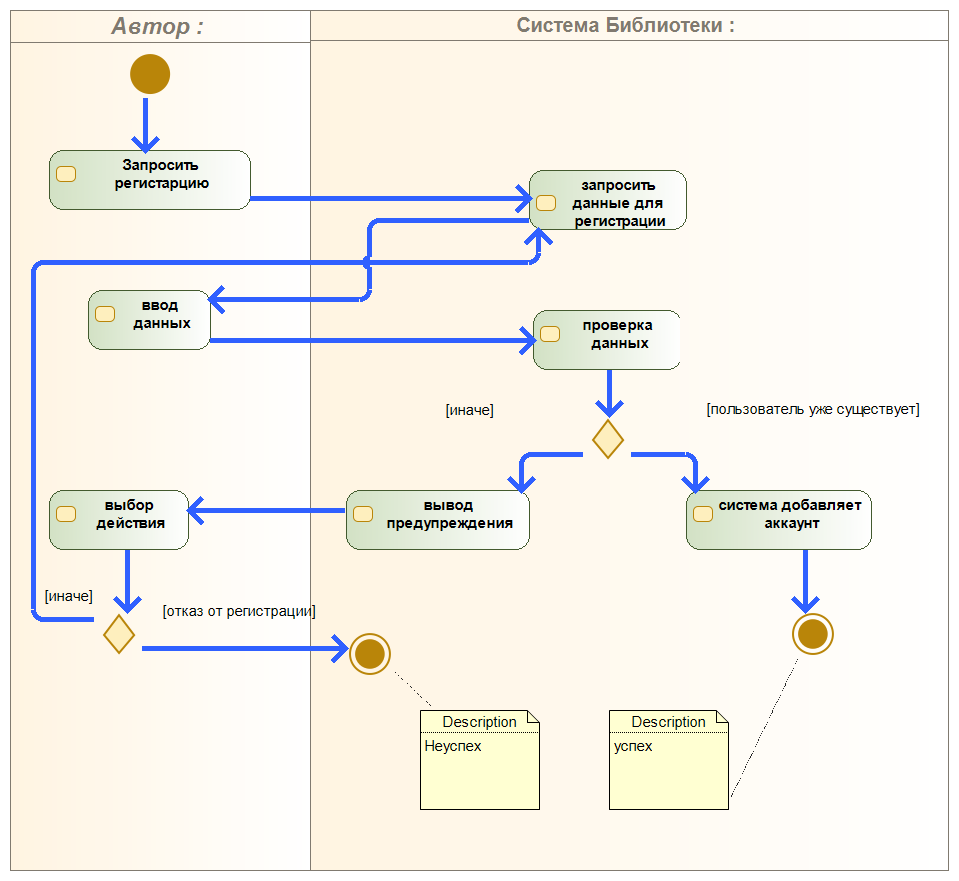 Автор :
Система Библиотеки :
Запросить
регистарцию
запросить
данные для
регистрации
ввод
данных
проверка
данных
[иначе]
[пользователь уже существует]
выбор
действия
вывод
предупреждения
система добавляет
аккаунт
[иначе]
[отказ от регистрации]
Description
Неуспех
Description
успех